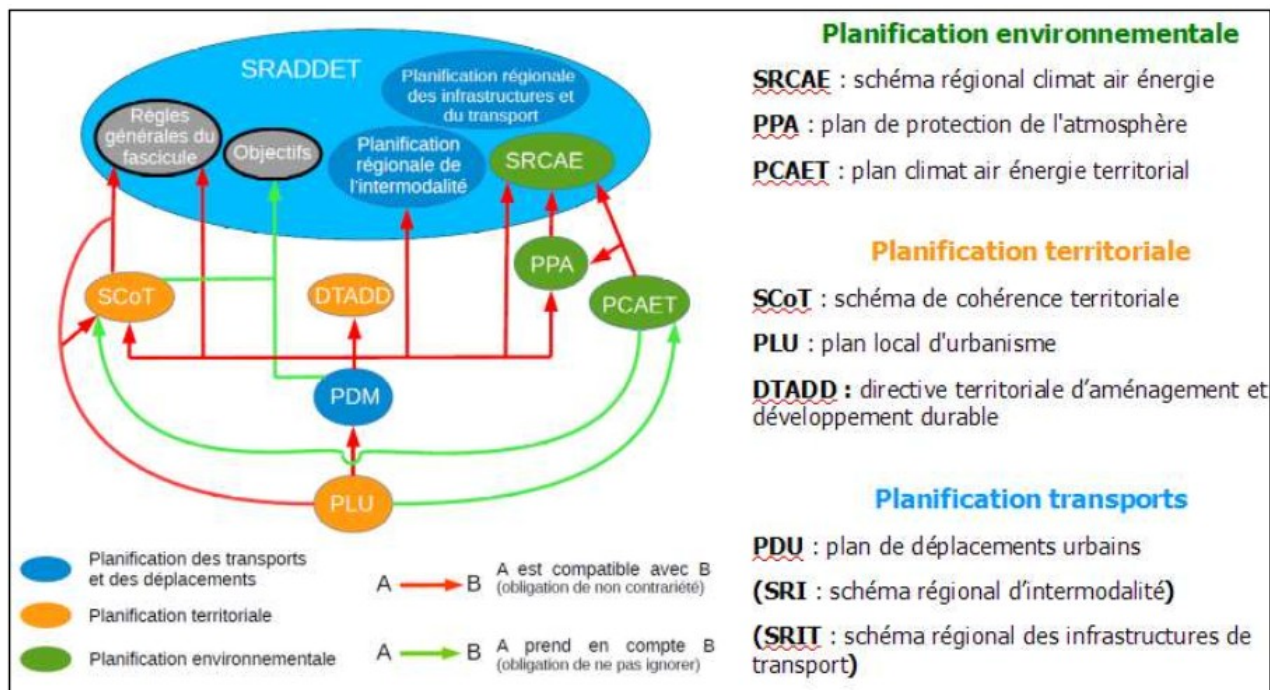 SRADDET
Planification régionale
des infrastructures et
du transport
Règles
générales du
fascicule
Objectifs
Planification
régionale de
l'intermodalité
SRCAE
PPA
SCoT
DTADD
PCAET
PDM
PLU
Planification des transports
et des déplacements
Planification territoriale
Planification environnementale
A B A est compatible avec B
(obligation de non contrariété)
A B A prend en compte B
(obligation de ne pas ignorer)
Planification environnementale
SRCAE : schéma régional climat air énergie
PPA : plan de protection de l'atmosphère
PCAET : plan climat air énergie territorial
Planification territoriale
SCoT : schéma de cohérence territoriale
PLU : plan local d'urbanisme
DTADD : directive territoriale d’aménagement et
développement durable
Planification transports
PDU : plan de déplacements urbains
(SRI : schéma régional d’intermodalité)
(SRIT : schéma régional des infrastructures de
transport)